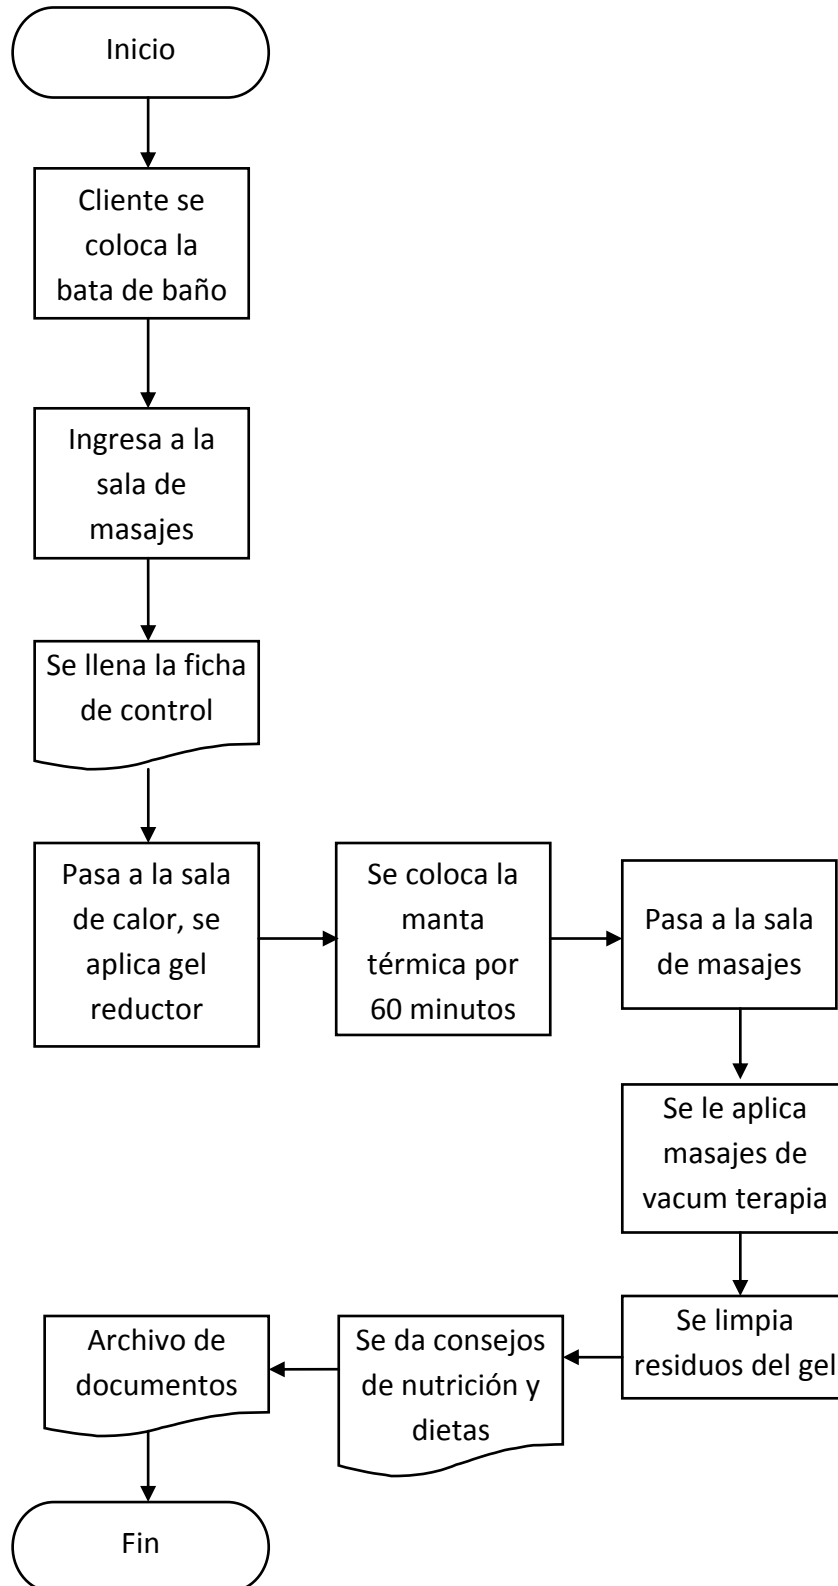 Inicio
Cliente se
coloca la
bata de baño
Ingresa a la
sala de
masajes
Se llena la ficha
de control
Pasa a la sala
de calor, se
aplica gel
reductor
Se coloca la
manta
térmica por
60 minutos
Pasa a la sala
de masajes
Se le aplica
masajes de
vacum terapia
Se limpia
residuos del gel
Se da consejos
de nutrición y
dietas
Archivo de
documentos
Fin